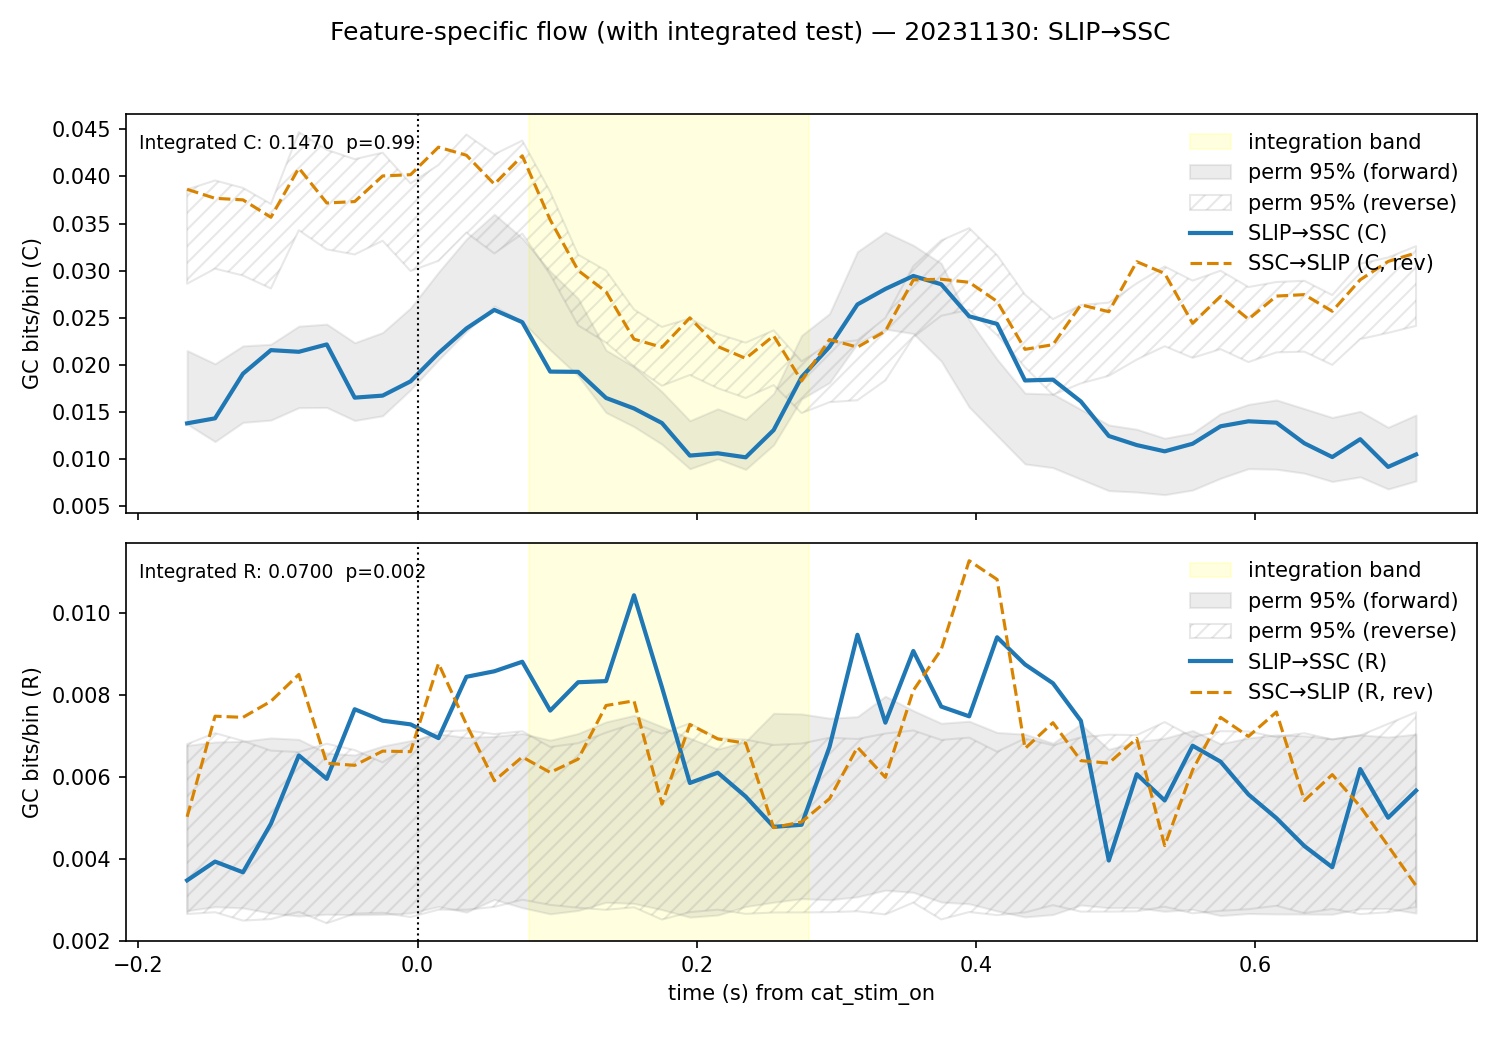 Feature-specific flow (with integrated test) — 20231130: SLIP→SSC
Integrated C: 0.1470  p=0.99
integration band
perm 95% (forward)
perm 95% (reverse)
SLIP→SSC (C)
SSC→SLIP (C, rev)
GC bits/bin (C)
0.045
0.040
0.035
0.030
0.025
0.020
0.015
0.010
0.005
Integrated R: 0.0700  p=0.002
integration band
perm 95% (forward)
perm 95% (reverse)
SLIP→SSC (R)
SSC→SLIP (R, rev)
GC bits/bin (R)
0.010
0.008
0.006
0.004
0.002
−0.2 0.0 0.2 0.4 0.6
time (s) from cat_stim_on